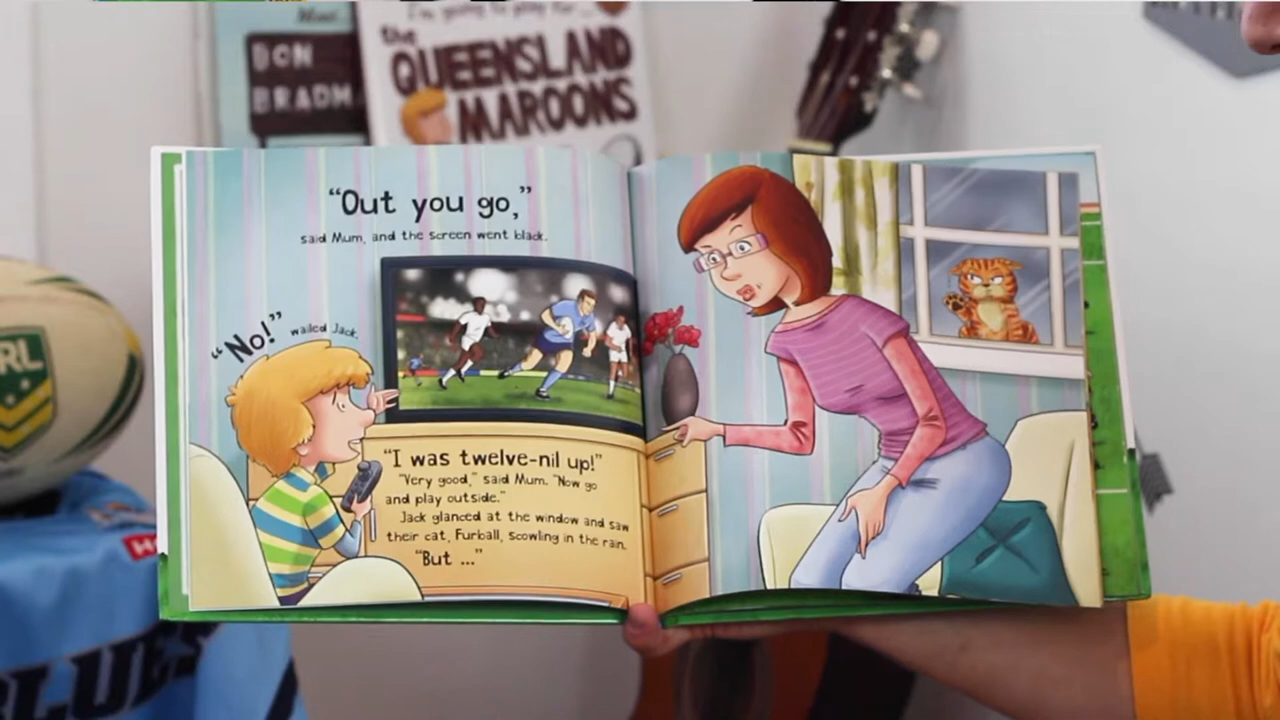 I'm going to play for...
the
QUEENSLAND
MAROONS
DON
BRADM
"Out you go,"
said Mum, and the screen went black.
"No!" wailed Jack.
"I was twelve-nil up!"
"Very good," said Mum. "Now go
and play outside."
Jack glanced at the window and saw
their cat, Furball, scowling in the rain.
"But ..."
RL
BLUES